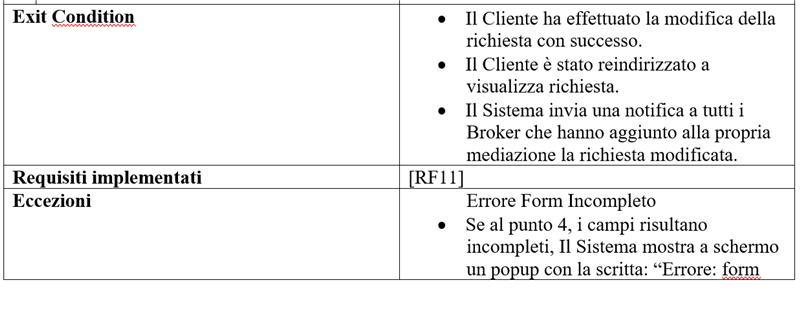 Exit Condition
• Il Cliente ha effettuato la modifica della
richiesta con successo.
• Il Cliente è stato reindirizzato a
visualizza richiesta.
• Il Sistema invia una notifica a tutti i
Broker che hanno aggiunto alla propria
mediazione la richiesta modificata.
Requisiti implementati
[RF11]
Eccezioni
Errore Form Incompleto
• Se al punto 4, i campi risultano
incompleti, Il Sistema mostra a schermo
un popup con la scritta: “Errore: form